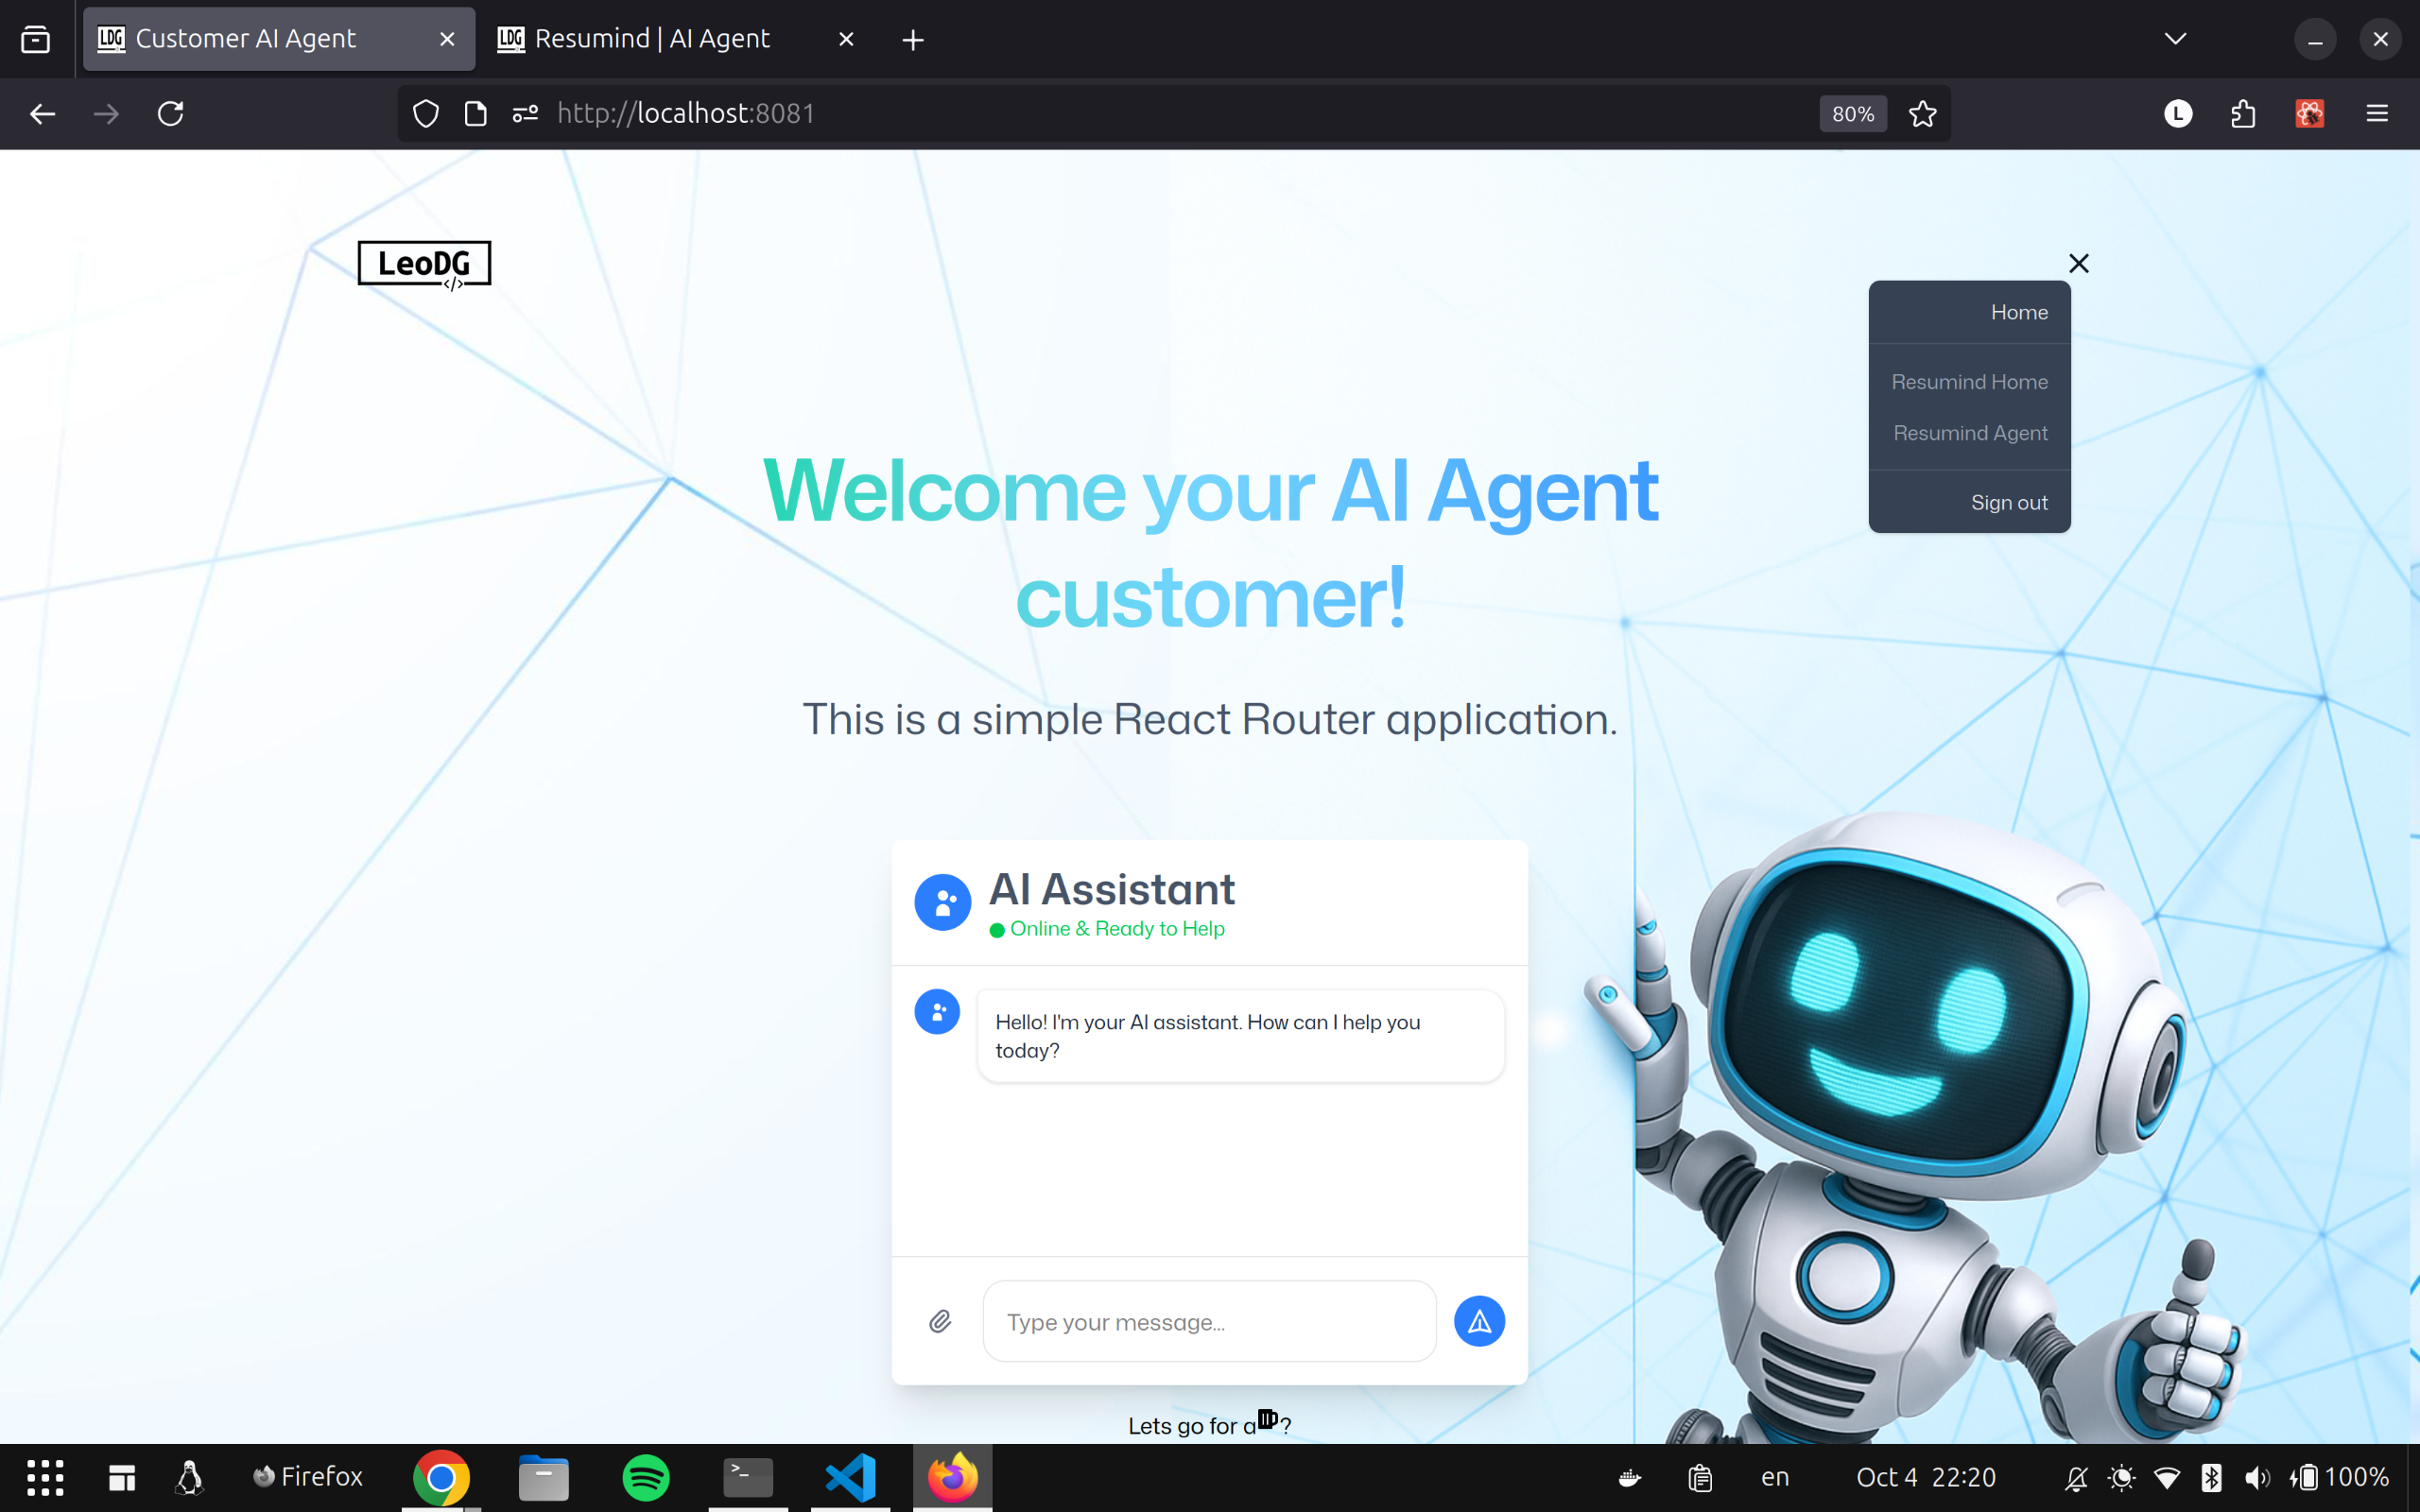 LDG Customer AI Agent
LDG Resumind | AI Agent
http://localhost:8081
80%
L
LeoDG
</>
Home
Resumind Home
Resumind Agent
Sign out
Welcome your AI Agent
customer!
This is a simple React Router application.
AI Assistant
Online & Ready to Help
Hello! I'm your AI assistant. How can I help you
today?
Type your message...
Lets go for a?
Firefox
>_
en
Oct 4 22:20
100%